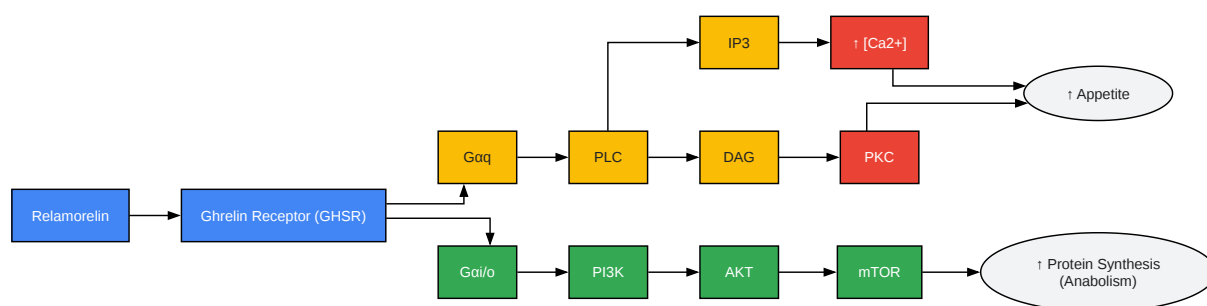 IP3
↑ [Ca2+]
↑ Appetite
Gαq
PLC
DAG
PKC
Relamorelin
Ghrelin Receptor (GHSR)
Gαi/o
PI3K
AKT
mTOR
↑ Protein Synthesis
(Anabolism)